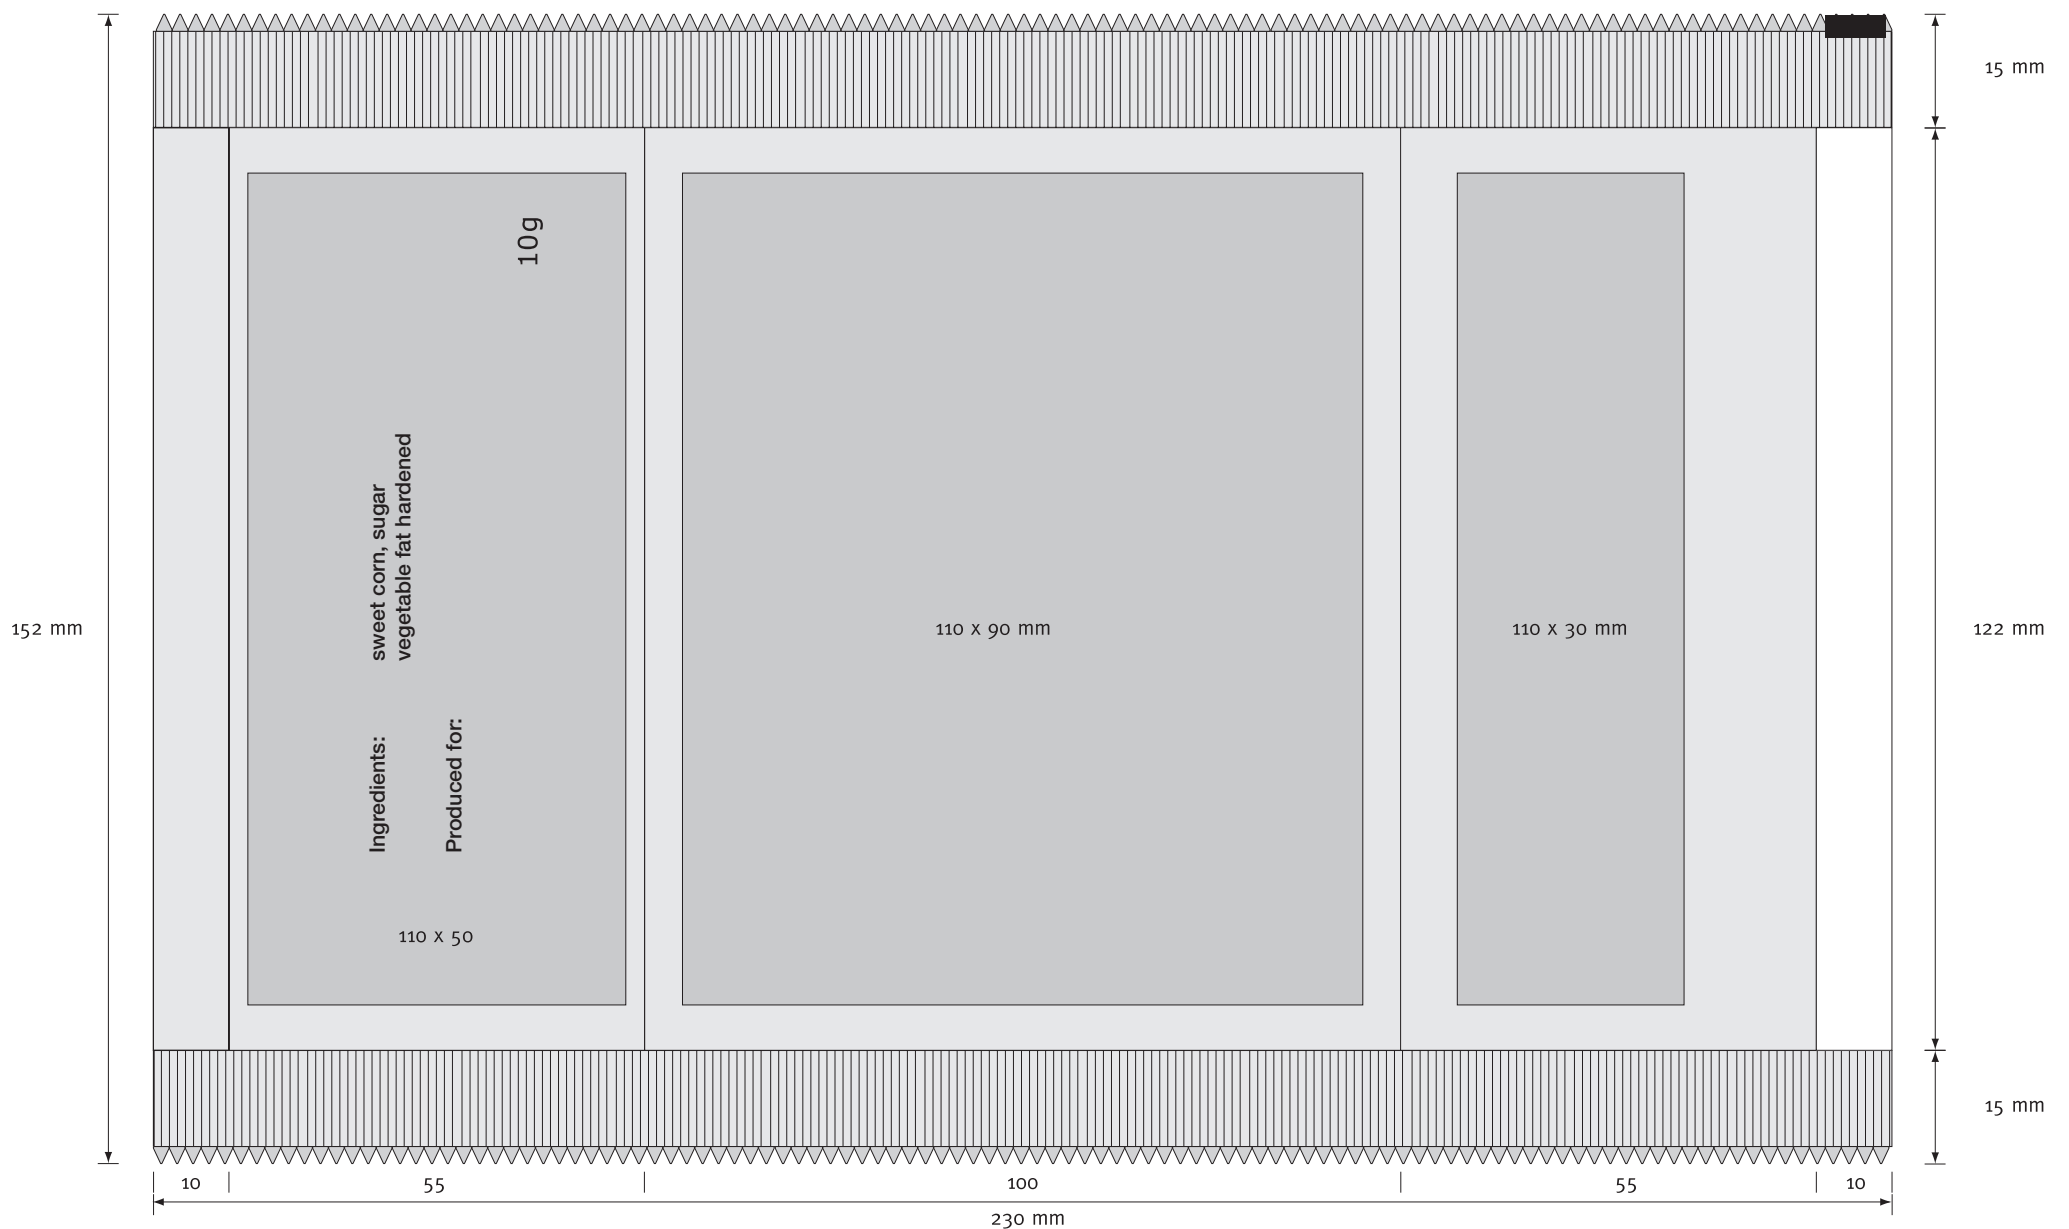 15 mm
10g
Ingredients: sweet corn, sugar
vegetable fat hardened
Produced for:
152 mm
110 x 90 mm
110 x 30 mm
122 mm
110 x 50
15 mm
10 55 100 55 10
230 mm